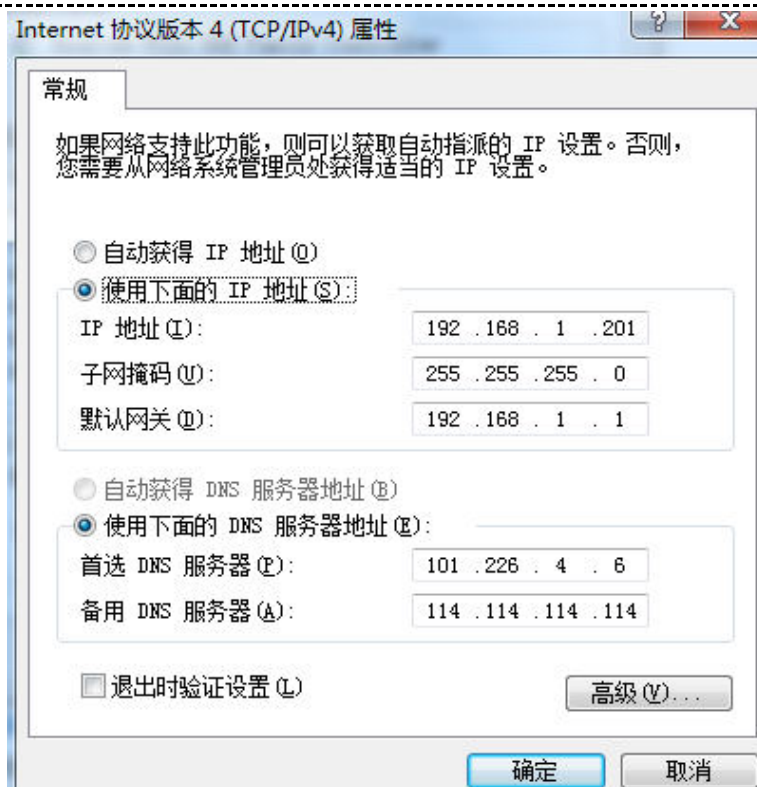 Internet 协议版本 4 (TCP/IPv4) 属性
常规
如果网络支持此功能，则可以获取自动指派的 IP 设置。否则，
您需要从网络系统管理员处获得适当的 IP 设置。
自动获得 IP 地址(O)
使用下面的 IP 地址(S):
IP 地址(I): 192 .168 . 1 .201
子网掩码(U): 255 .255 .255 . 0
默认网关(D): 192 .168 . 1 . 1
自动获得 DNS 服务器地址(B)
使用下面的 DNS 服务器地址(E):
首选 DNS 服务器(P): 101 .226 . 4 . 6
备用 DNS 服务器(A): 114 .114 .114 .114
退出时验证设置(L)
高级(V)...
确定 取消